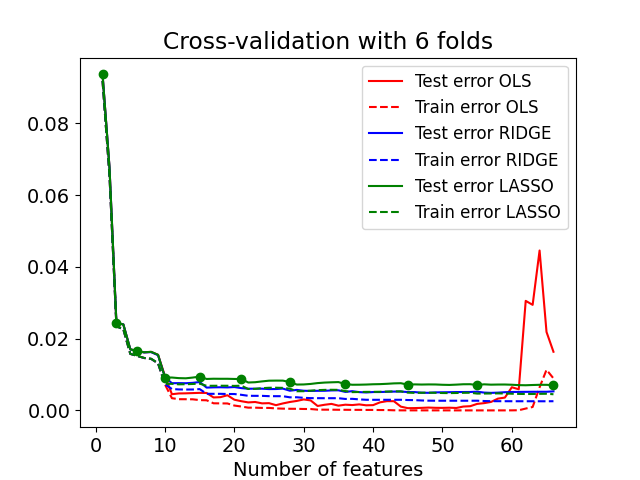 Cross-validation with 6 folds
Test error OLS
Train error OLS
Test error RIDGE
Train error RIDGE
Test error LASSO
Train error LASSO
0.08
0.06
0.04
0.02
0.00
0 10 20 30 40 50 60
Number of features